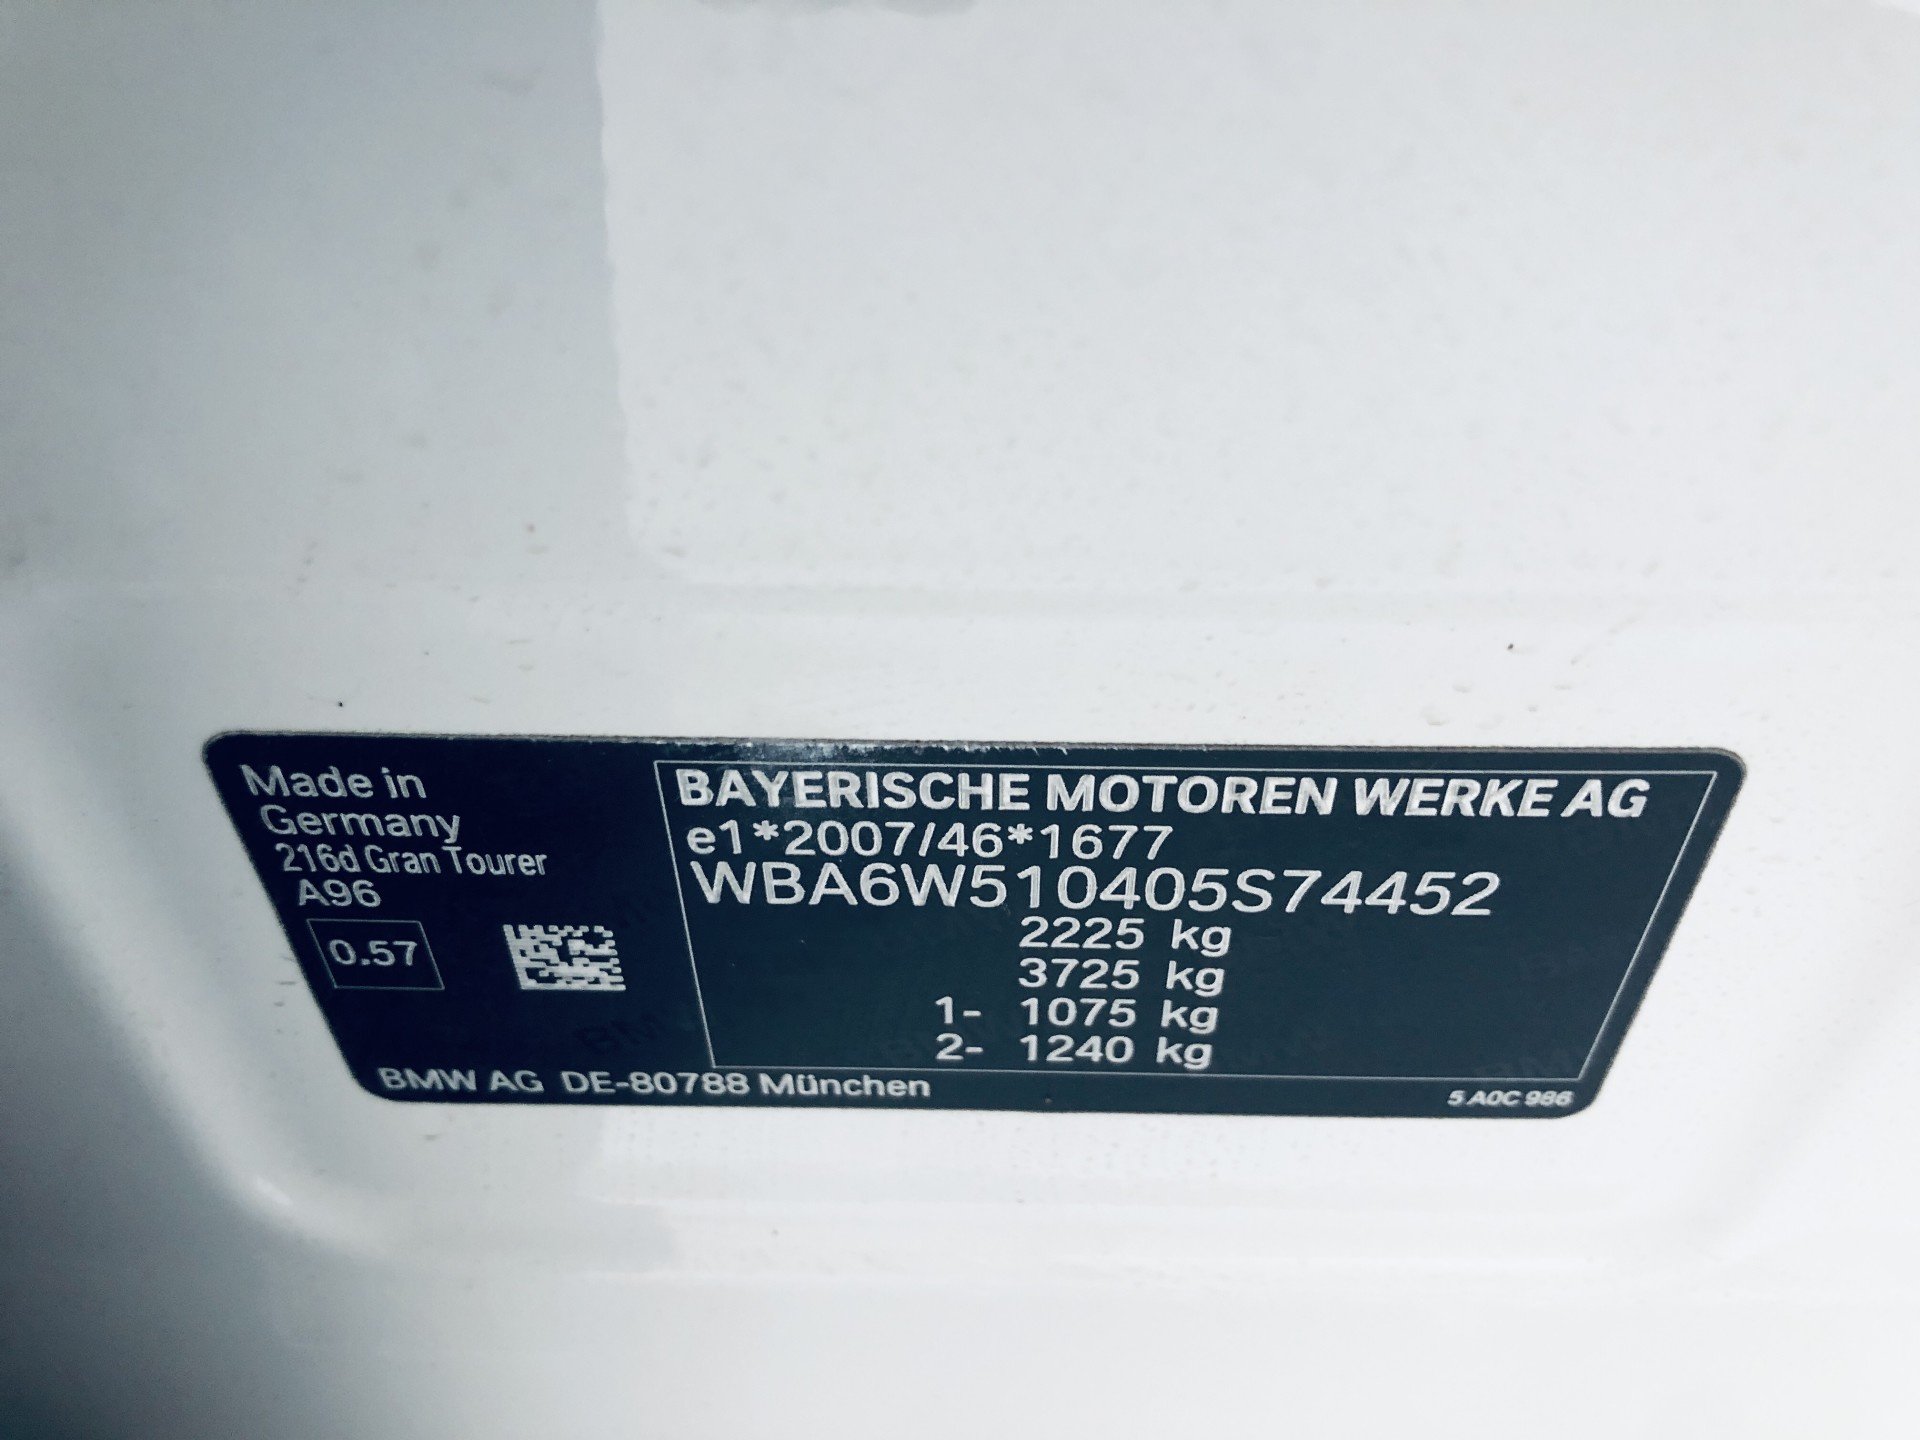 Made in
Germany
216d Gran Tourer
A96
0.57
BAYERISCHE MOTOREN WERKE AG
e1*2007/46*1677
WBA6W510405S74452
2225 kg
3725 kg
1- 1075 kg
2- 1240 kg
BMW AG DE-80788 München
5 A0C 986